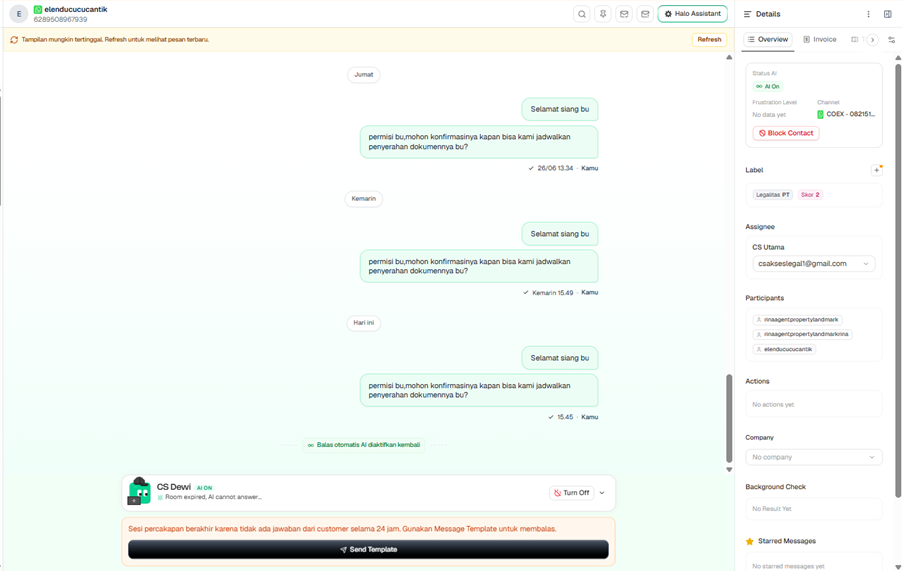 E
elenducucucantik
6289508967939
Halo Assistant
Tampilan mungkin tertinggal. Refresh untuk melihat pesan terbaru.
Refresh
Jumat
Selamat siang bu
permisi bu,mohon konfirmasinya kapan bisa kami jadwalkan
penyerahan dokumennya bu?
26/06 13.34 · Kamu
Kemarin
Selamat siang bu
permisi bu,mohon konfirmasinya kapan bisa kami jadwalkan
penyerahan dokumennya bu?
Kemarin 15.49 · Kamu
Hari ini
Selamat siang bu
permisi bu,mohon konfirmasinya kapan bisa kami jadwalkan
penyerahan dokumennya bu?
15.45 · Kamu
Balas otomatis AI diaktifkan kembali
CS Dewi AI ON
Room expired, AI cannot answer...
Turn Off
Sesi percakapan berakhir karena tidak ada jawaban dari customer selama 24 jam. Gunakan Message Template untuk membalas.
Send Template
Details
Overview
Invoice
Status AI
AI On
Frustration Level
Channel
No data yet
COEX - 082151...
Block Contact
Label
Legalitas PT
Skor 2
Assignee
CS Utama
csakseslegal1@gmail.com
Participants
rinaagentpropertylandmark
rinaagentpropertylandmarkrina
elenducucucantik
Actions
No actions yet
Company
No company
Background Check
No Result Yet
Starred Messages
No starred messages yet